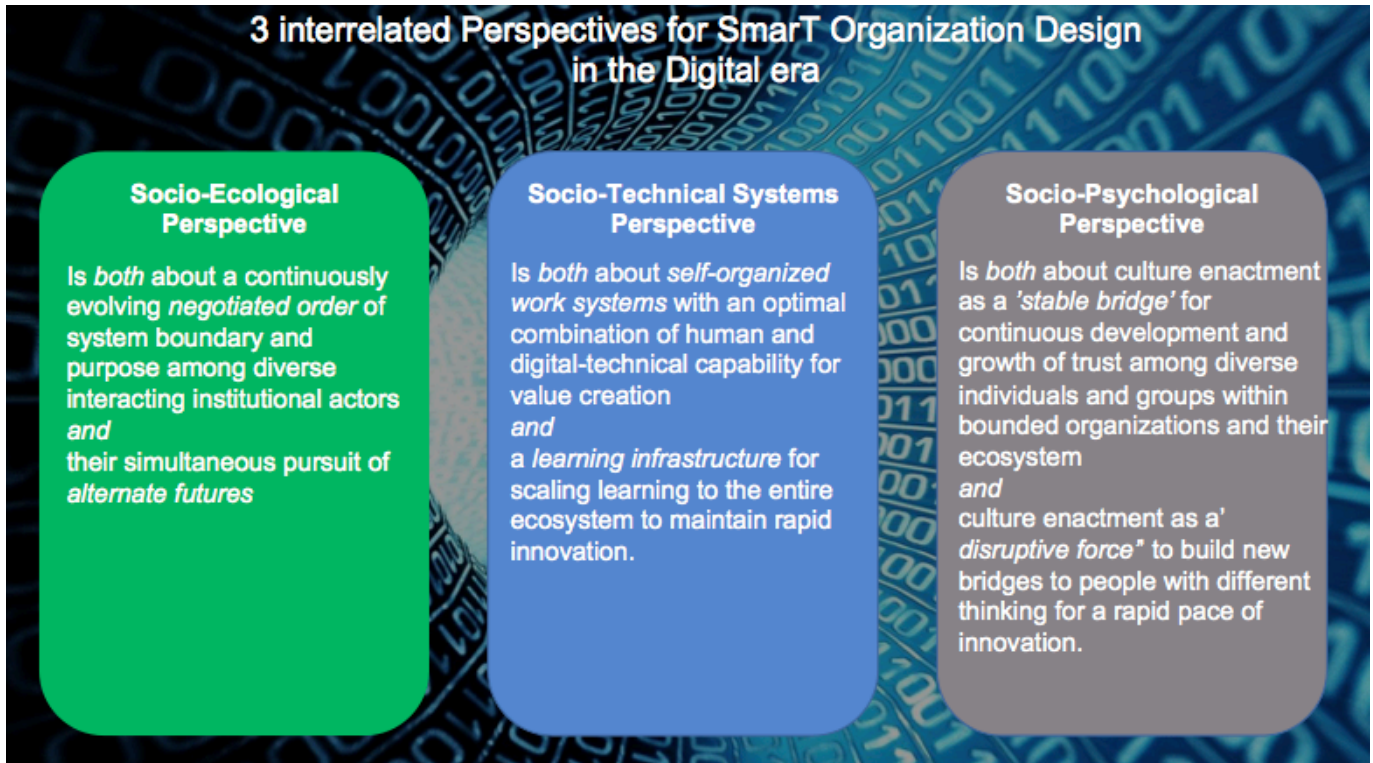 3 interrelated Perspectives for SmarT Organization Design
in the Digital era
Socio-Ecological
Perspective
Is both about a continuously
evolving negotiated order of
system boundary and
purpose among diverse
interacting institutional actors
and
their simultaneous pursuit of
alternate futures
Socio-Technical Systems
Perspective
Is both about self-organized
work systems with an optimal
combination of human and
digital-technical capability for
value creation
and
a learning infrastructure for
scaling learning to the entire
ecosystem to maintain rapid
innovation.
Socio-Psychological
Perspective
Is both about culture enactment
as a 'stable bridge' for
continuous development and
growth of trust among diverse
individuals and groups within
bounded organizations and their
ecosystem
and
culture enactment as a'
disruptive force" to build new
bridges to people with different
thinking for a rapid pace of
innovation.